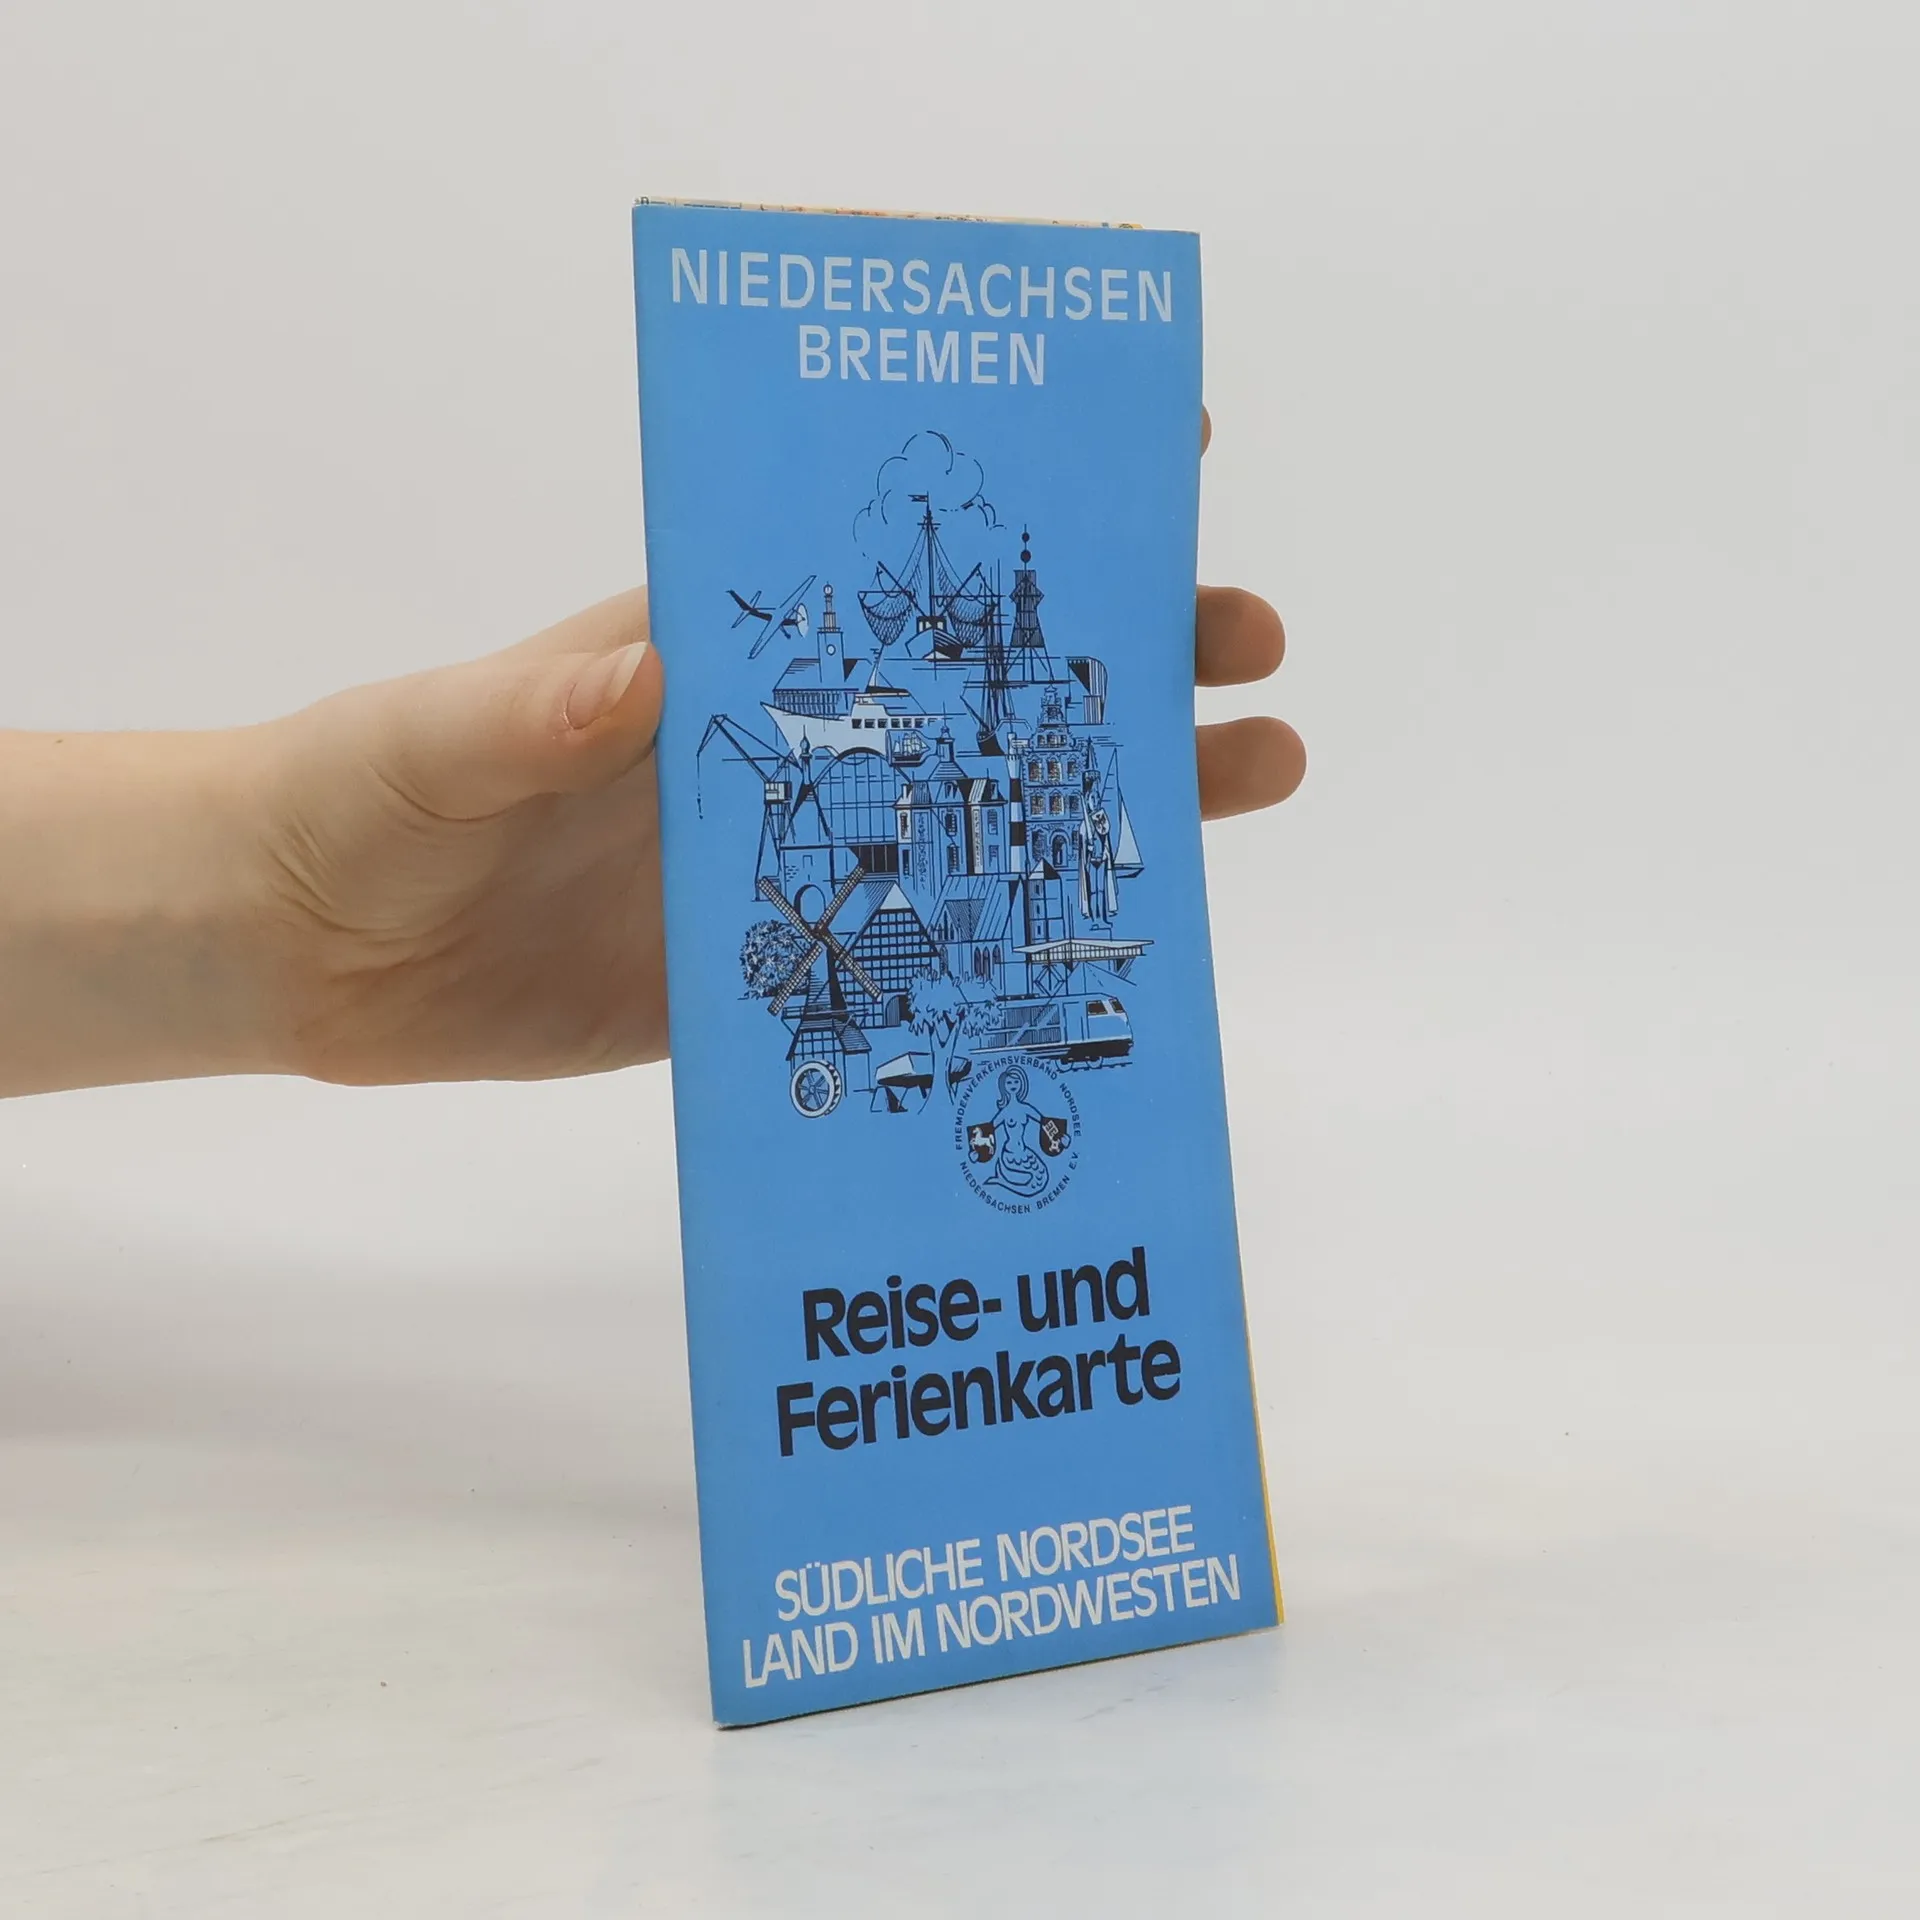 NIEDERSACHSEN
BREMEN
FREMDENVERKEHRSVERBAND NORDSEE
NIEDERSACHSEN BREMEN E.V.
Reise- und
Ferienkarte
SÜDLICHE NORDSEE
LAND IM NORDWESTEN